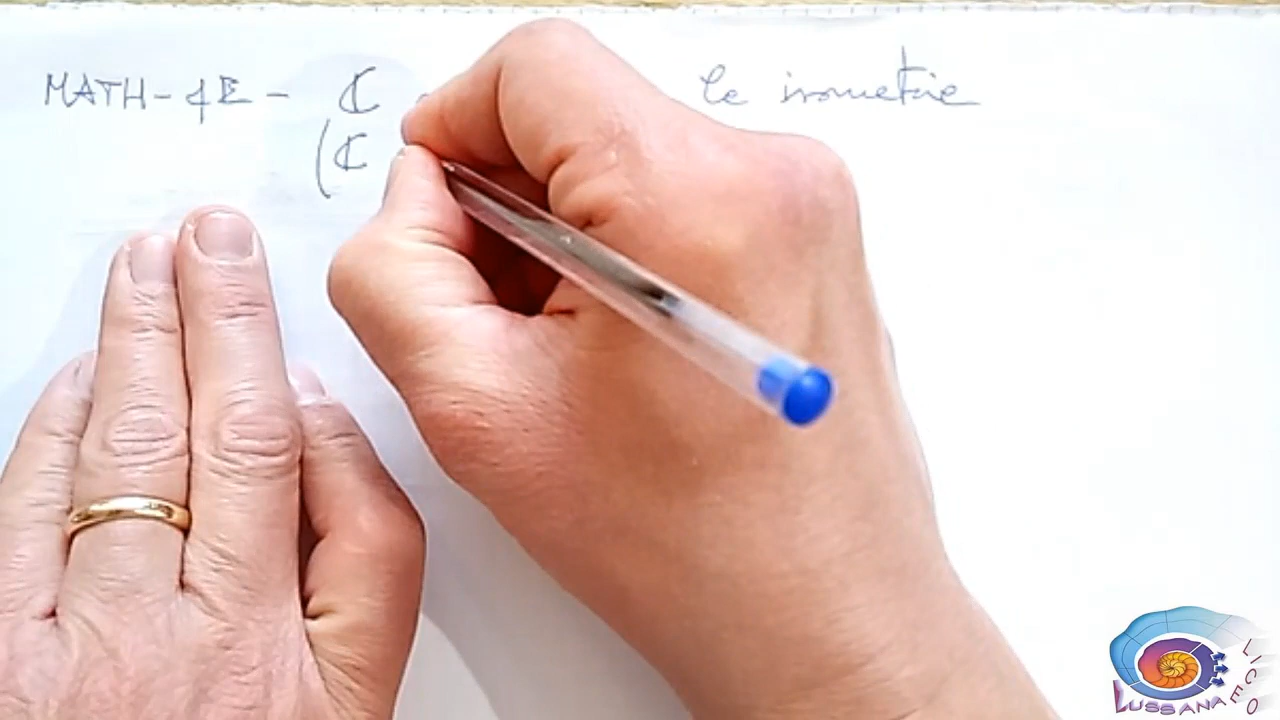 MATH - 4E - ℂ le isometrie
(ℂ
LUSSANA LICEO